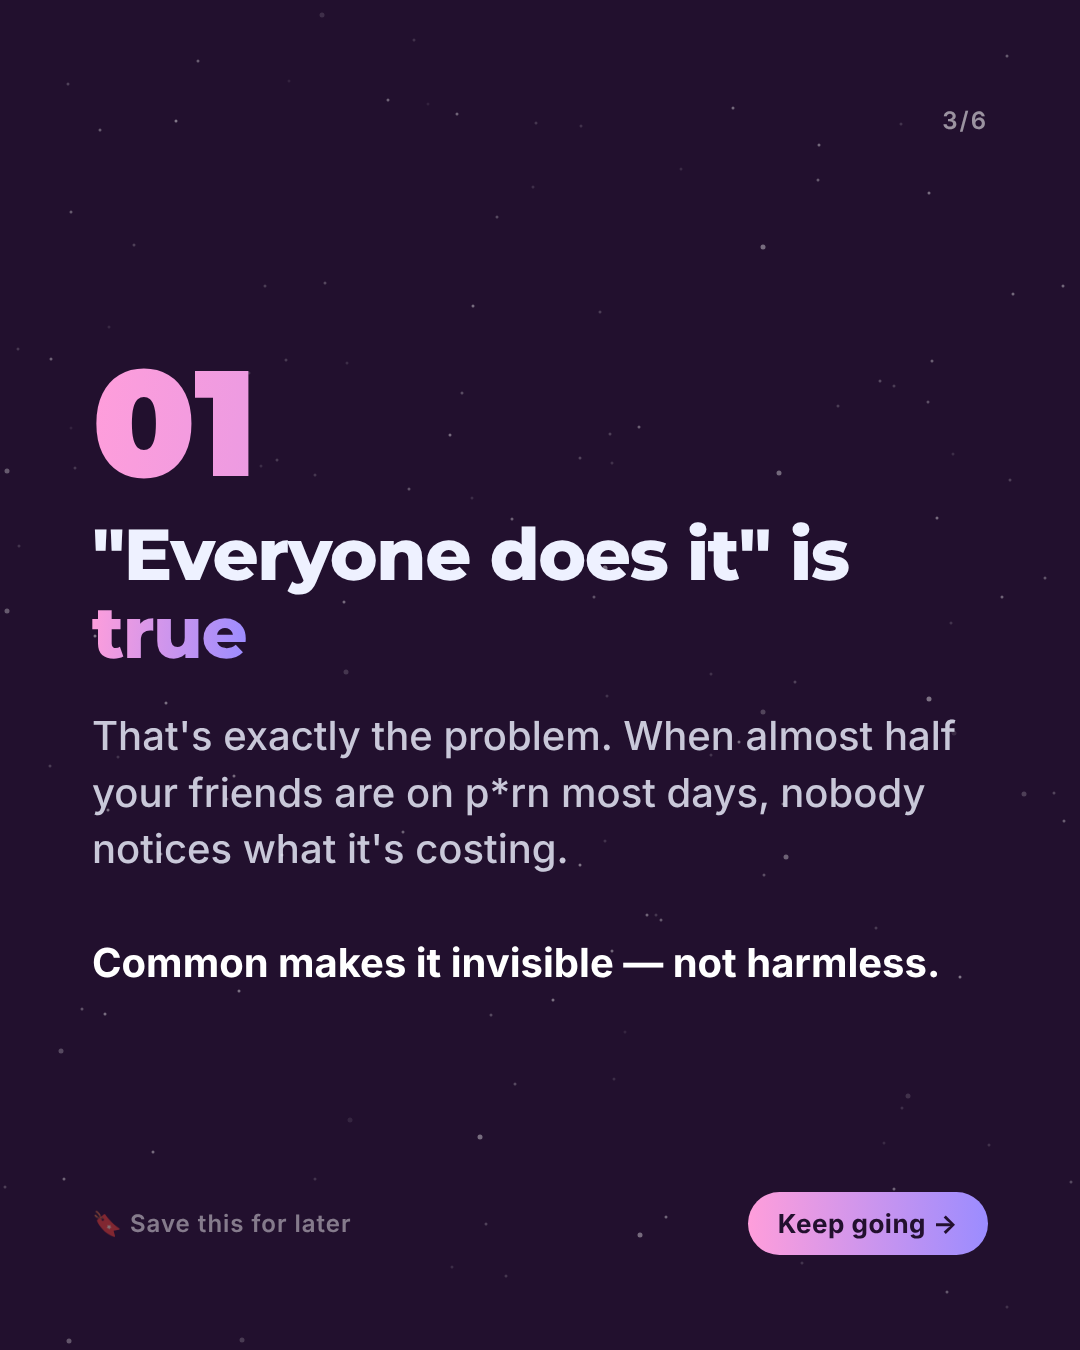 3/6
01
"Everyone does it" is
true
That's exactly the problem. When almost half
your friends are on p*rn most days, nobody
notices what it's costing.
Common makes it invisible — not harmless.
🔖 Save this for later
Keep going →